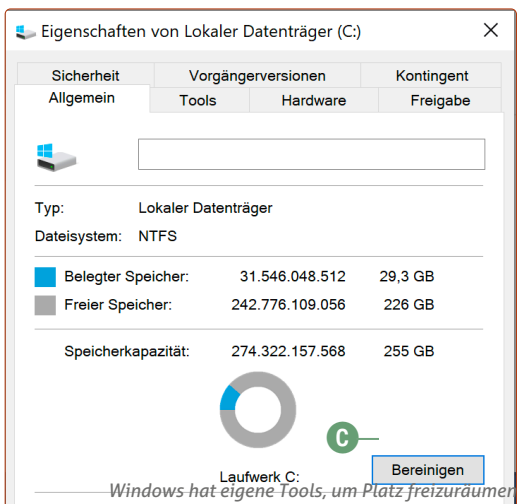 Eigenschaften von Lokaler Datenträger (C:)
Sicherheit Vorgängerversionen Kontingent
Allgemein Tools Hardware Freigabe
Typ: Lokaler Datenträger
Dateisystem: NTFS
Belegter Speicher: 31.546.048.512 29,3 GB
Freier Speicher: 242.776.109.056 226 GB
Speicherkapazität: 274.322.157.568 255 GB
C
Laufwerk C: Bereinigen
Windows hat eigene Tools, um Platz freizuräumen